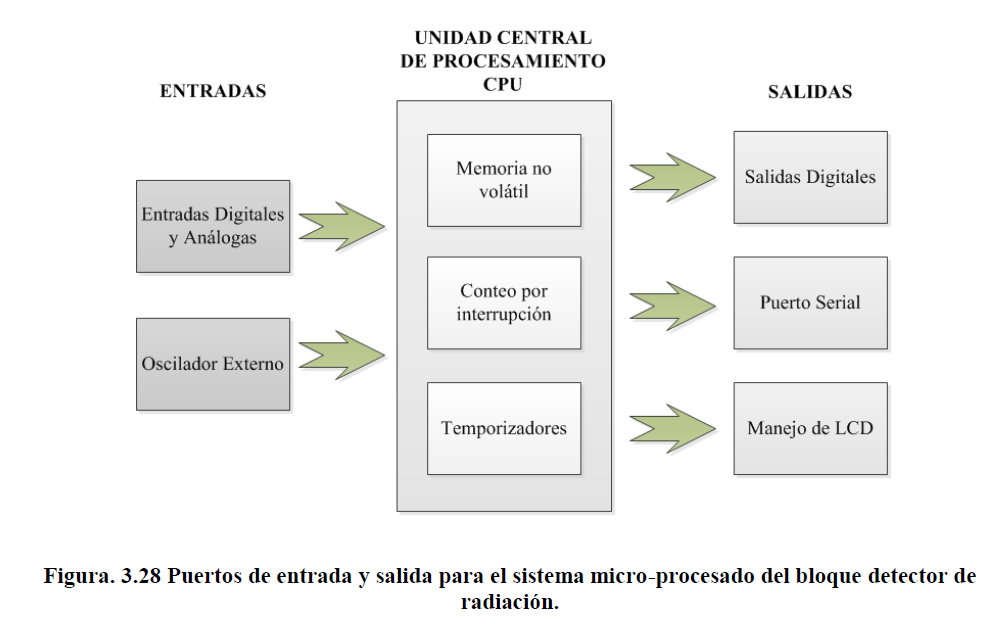 ENTRADAS
Entradas Digitales
y Análogas
Oscilador Externo
UNIDAD CENTRAL
DE PROCESAMIENTO
CPU
Memoria no
volátil
Conteo por
interrupción
Temporizadores
SALIDAS
Salidas Digitales
Puerto Serial
Manejo de LCD
Figura. 3.28 Puertos de entrada y salida para el sistema micro-procesado del bloque detector de
radiación.